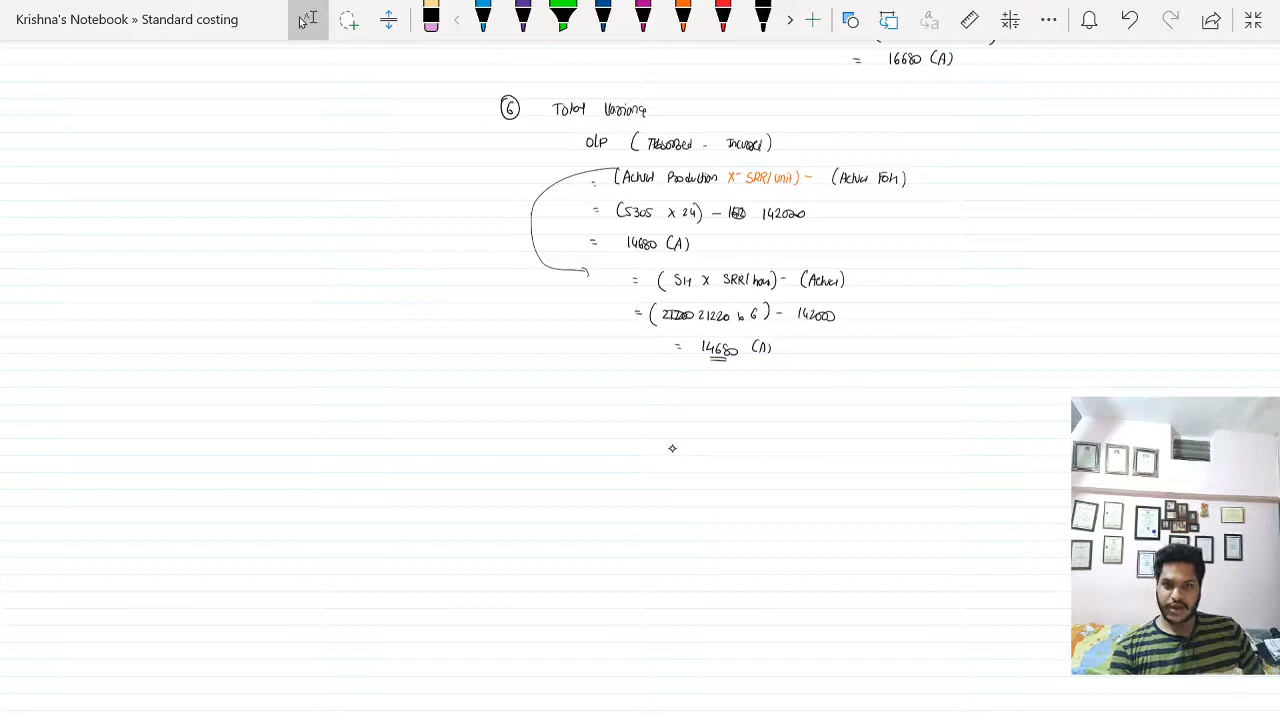 Krishna's Notebook » Standard costing
= 16680 (A)
⑥ Total Variance
O|P (Absorbed - Incurred)
= (Actual Production X SRR/unit) - (Actual FOH)
= (5305 X 24) - 142000
= 14680 (A)
= (SH X SRR/hour) - (Actual)
= (21220 x 6) - 142000
= 14680 (A)